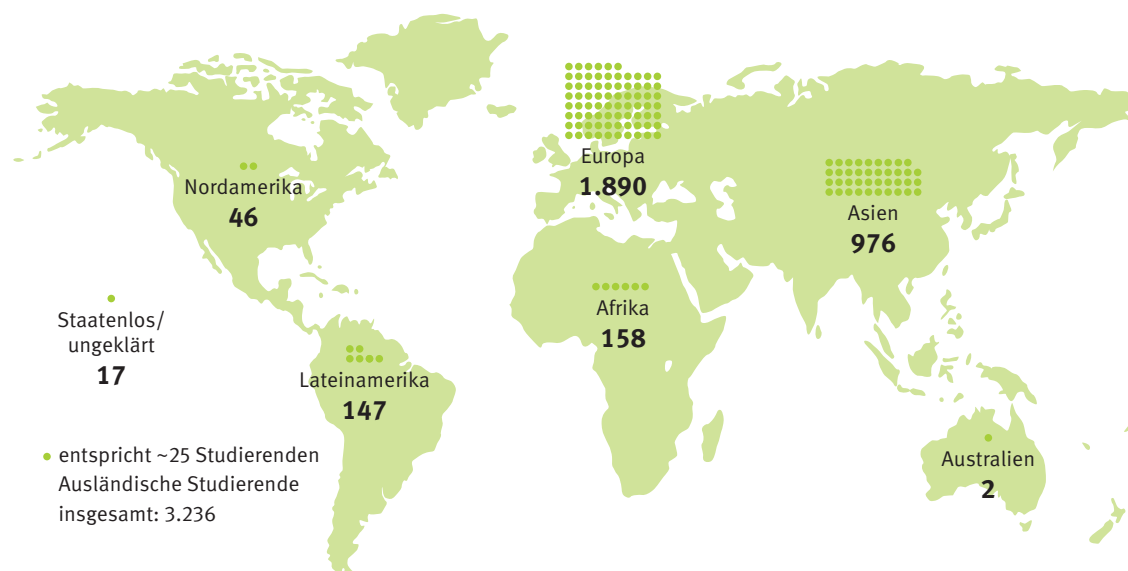 Europa
1.890
Nordamerika
46
Asien
976
Staatenlos/
ungeklärt
17
Afrika
158
Lateinamerika
147
Australien
2
entspricht ~25 Studierenden
Ausländische Studierende
insgesamt: 3.236